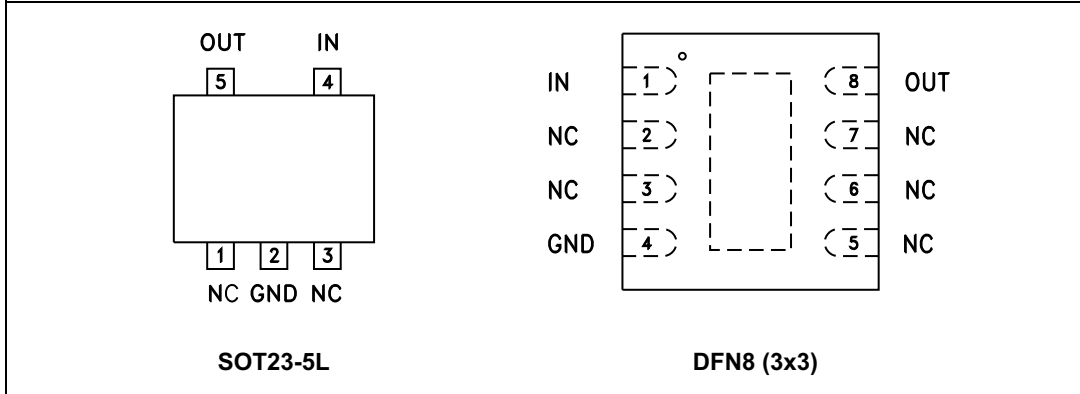 OUT IN
5 4
1 2 3
NC GND NC
SOT23-5L
IN 1 8 OUT
NC 2 7 NC
NC 3 6 NC
GND 4 5 NC
DFN8 (3x3)